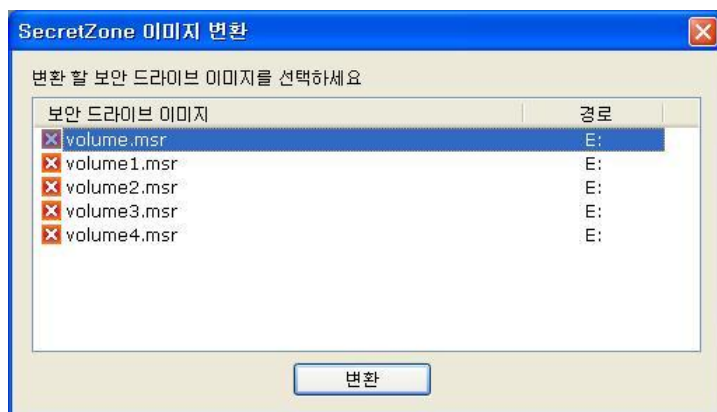 SecretZone 이미지 변환
변환 할 보안 드라이브 이미지를 선택하세요
보안 드라이브 이미지 경로
volume.msr E:
volume1.msr E:
volume2.msr E:
volume3.msr E:
volume4.msr E:
변환